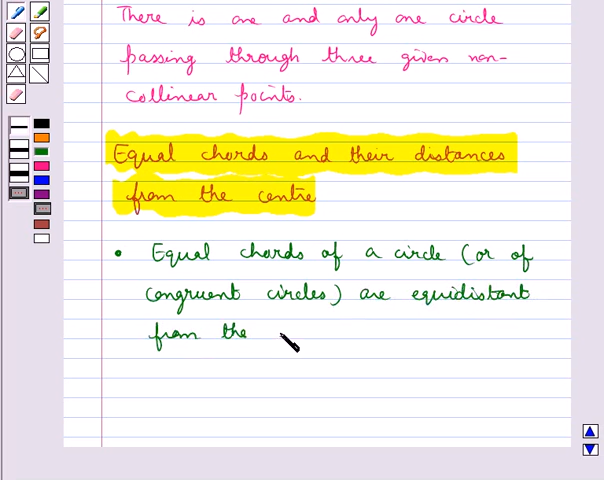 There is one and only one circle
passing through three given non-
collinear points.
Equal chords and their distances
from the centre
• Equal chords of a circle (or of
congruent circles) are equidistant
from the